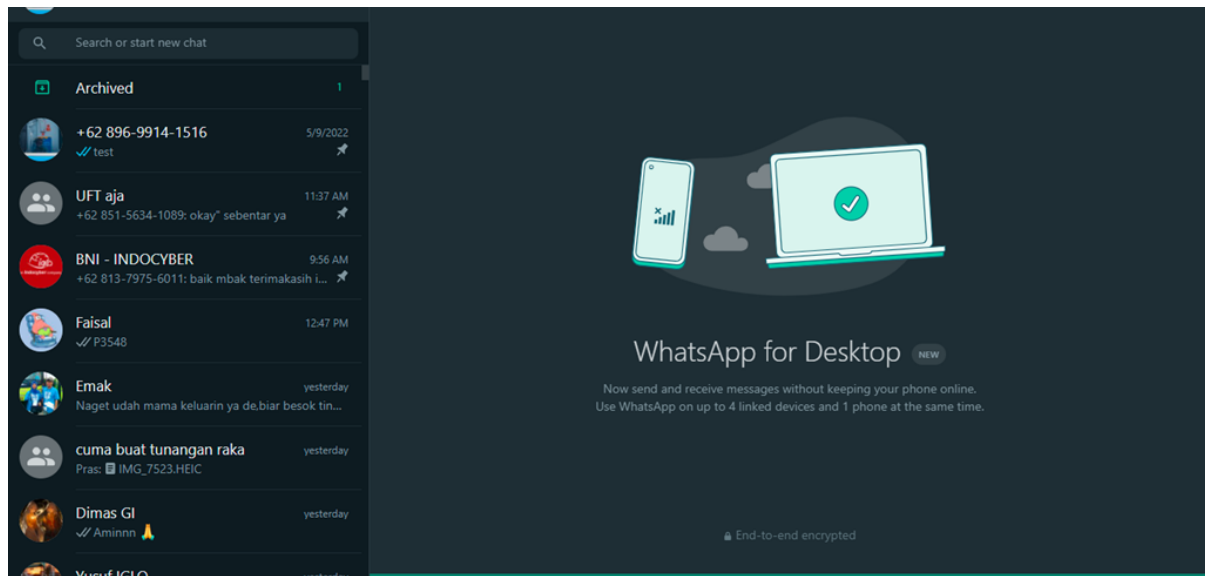 Search or start new chat
Archived 1
+62 896-9914-1516 5/9/2022
test
UFT aja 11:37 AM
+62 851-5634-1089: okay" sebentar ya
BNI - INDOCYBER 9:56 AM
+62 813-7975-6011: baik mbak terimakasih i...
Faisal 12:47 PM
P3548
Emak yesterday
Naget udah mama keluarin ya de,biar besok tin...
cuma buat tunangan raka yesterday
Pras: IMG_7523.HEIC
Dimas GI yesterday
Aminnn 🙏
WhatsApp for Desktop NEW
Now send and receive messages without keeping your phone online.
Use WhatsApp on up to 4 linked devices and 1 phone at the same time.
End-to-end encrypted